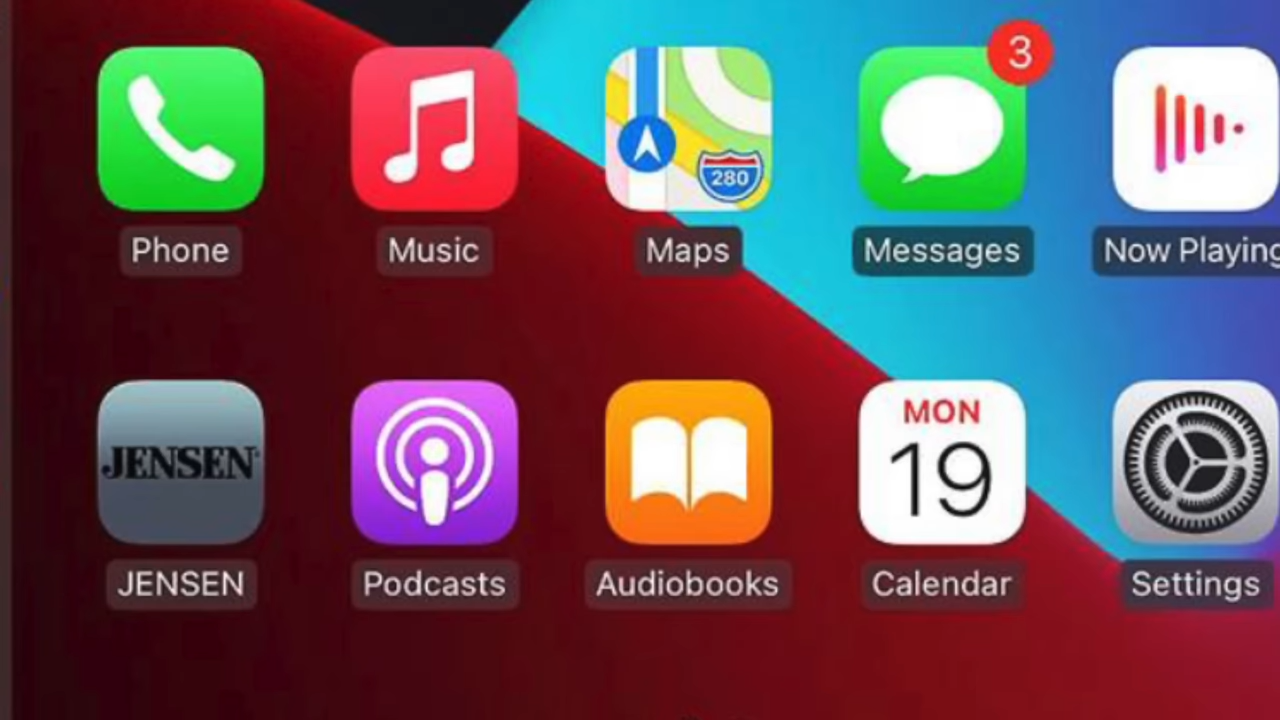 3
280
Phone
Music
Maps
Messages
Now Playing
JENSEN
MON
19
JENSEN
Podcasts
Audiobooks
Calendar
Settings